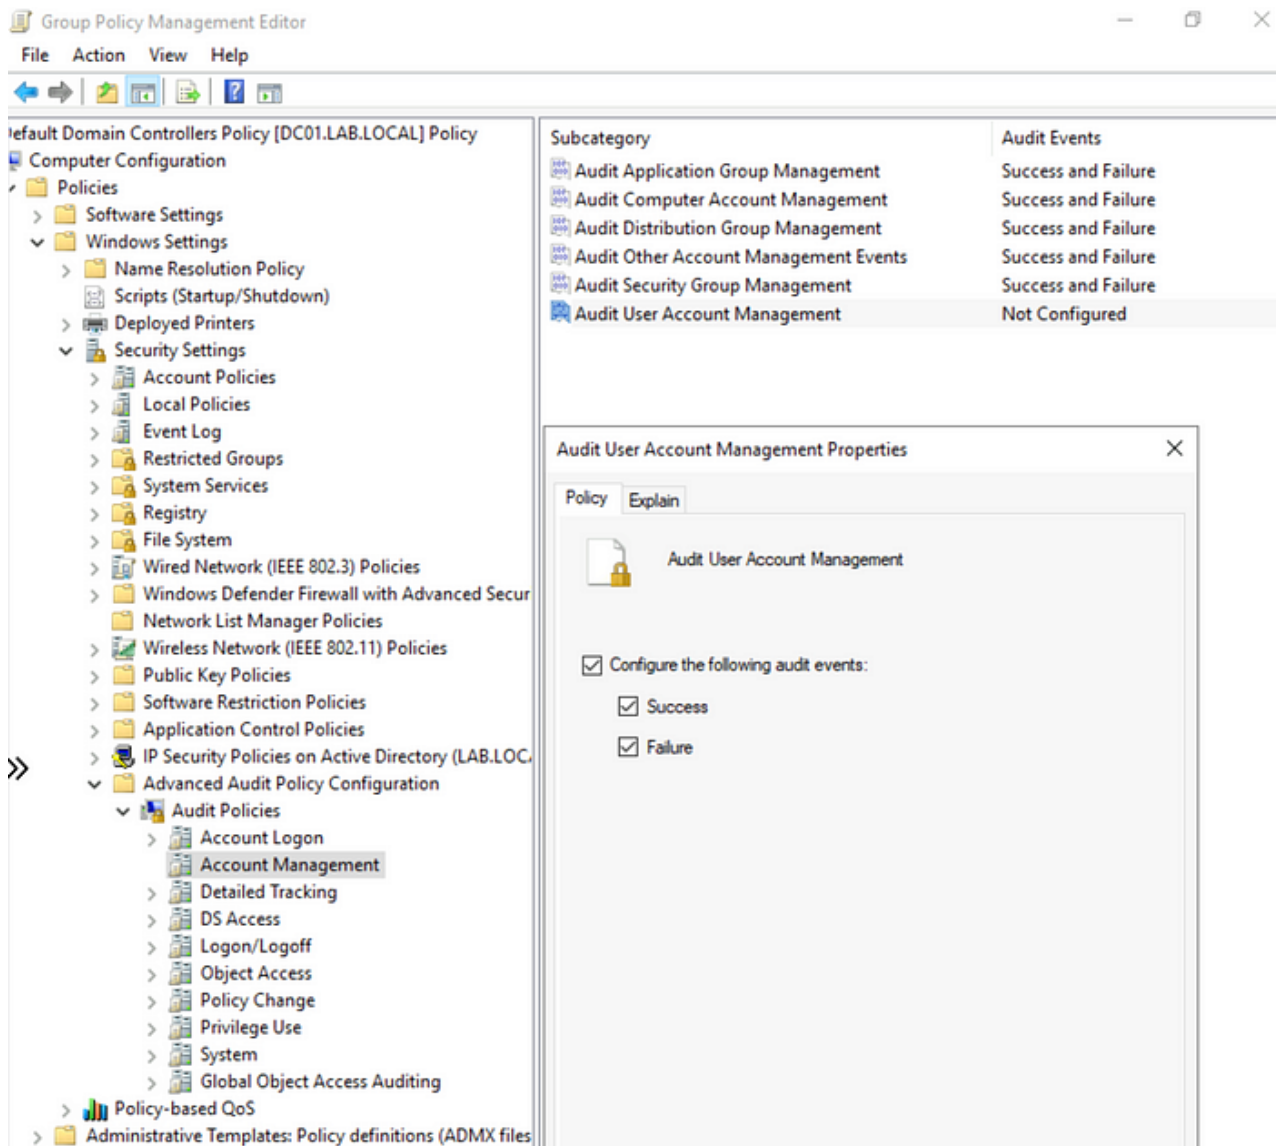 Group Policy Management Editor
File Action View Help
efault Domain Controllers Policy [DC01.LAB.LOCAL] Policy
Computer Configuration
Policies
Software Settings
Windows Settings
Name Resolution Policy
Scripts (Startup/Shutdown)
Deployed Printers
Security Settings
Account Policies
Local Policies
Event Log
Restricted Groups
System Services
Registry
File System
Wired Network (IEEE 802.3) Policies
Windows Defender Firewall with Advanced Secur
Network List Manager Policies
Wireless Network (IEEE 802.11) Policies
Public Key Policies
Software Restriction Policies
Application Control Policies
IP Security Policies on Active Directory (LAB.LOC
Advanced Audit Policy Configuration
Audit Policies
Account Logon
Account Management
Detailed Tracking
DS Access
Logon/Logoff
Object Access
Policy Change
Privilege Use
System
Global Object Access Auditing
Policy-based QoS
Administrative Templates: Policy definitions (ADMX files
Subcategory Audit Events
Audit Application Group Management Success and Failure
Audit Computer Account Management Success and Failure
Audit Distribution Group Management Success and Failure
Audit Other Account Management Events Success and Failure
Audit Security Group Management Success and Failure
Audit User Account Management Not Configured
Audit User Account Management Properties
Policy Explain
Audit User Account Management
Configure the following audit events:
Success
Failure